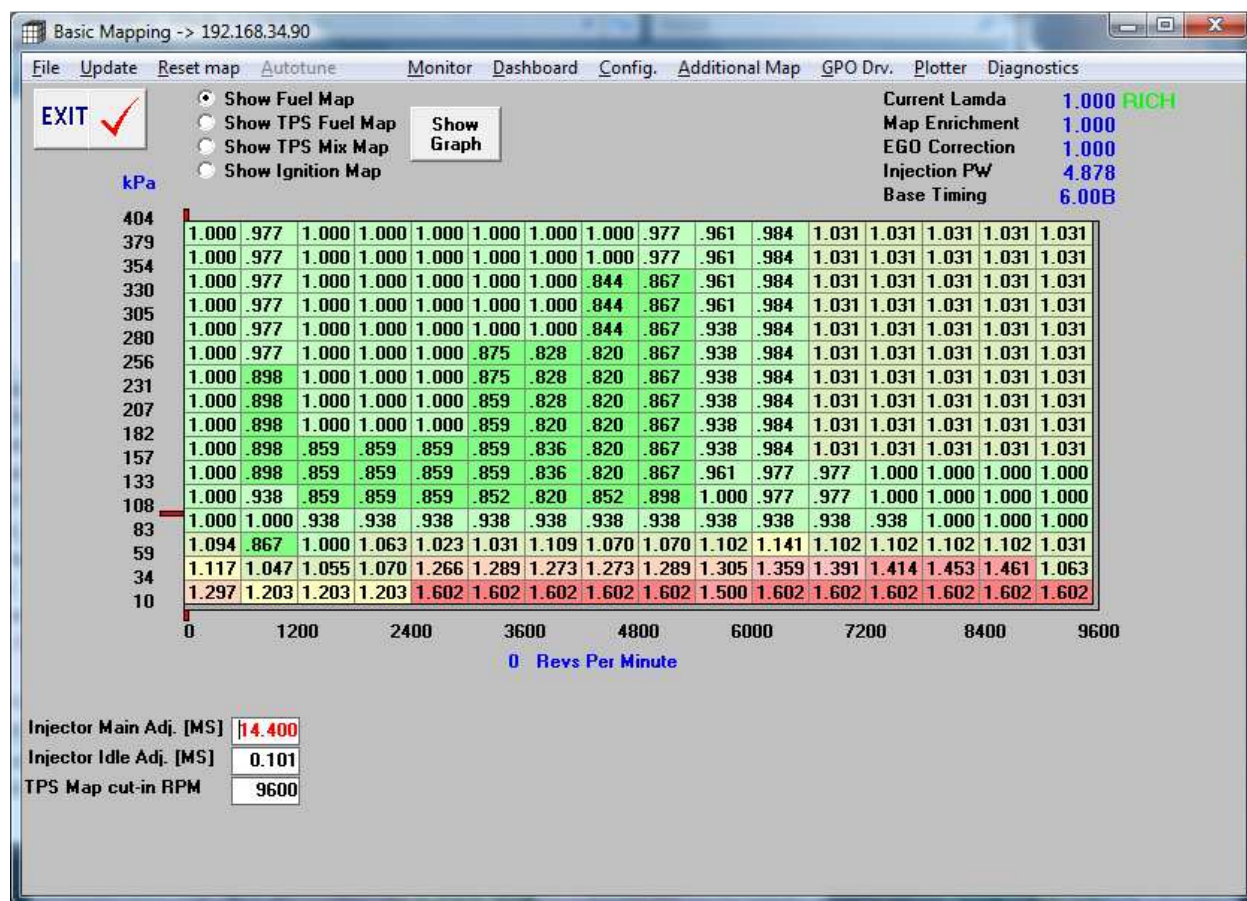 Basic Mapping -> 192.168.34.90
File Update Reset map Autotune Monitor Dashboard Config. Additional Map GPO Drv. Plotter Diagnostics
EXIT
Show Fuel Map
Show TPS Fuel Map
Show TPS Mix Map
Show Ignition Map
Show
Graph
Current Lamda 1.000 RICH
Map Enrichment 1.000
EGO Correction 1.000
Injection PW 4.878
Base Timing 6.00B
kPa
404
1.000 .977 1.000 1.000 1.000 1.000 1.000 1.000 .977 .961 .984 1.031 1.031 1.031 1.031 1.031
379
1.000 .977 1.000 1.000 1.000 1.000 1.000 1.000 .977 .961 .984 1.031 1.031 1.031 1.031 1.031
354
1.000 .977 1.000 1.000 1.000 1.000 1.000 .844 .867 .961 .984 1.031 1.031 1.031 1.031 1.031
330
1.000 .977 1.000 1.000 1.000 1.000 1.000 .844 .867 .961 .984 1.031 1.031 1.031 1.031 1.031
305
1.000 .977 1.000 1.000 1.000 1.000 1.000 .844 .867 .938 .984 1.031 1.031 1.031 1.031 1.031
280
1.000 .977 1.000 1.000 1.000 .875 .828 .820 .867 .938 .984 1.031 1.031 1.031 1.031 1.031
256
1.000 .898 1.000 1.000 1.000 .875 .828 .820 .867 .938 .984 1.031 1.031 1.031 1.031 1.031
231
1.000 .898 1.000 1.000 1.000 .859 .828 .820 .867 .938 .984 1.031 1.031 1.031 1.031 1.031
207
1.000 .898 1.000 1.000 1.000 .859 .820 .820 .867 .938 .984 1.031 1.031 1.031 1.031 1.031
182
1.000 .898 .859 .859 .859 .859 .836 .820 .867 .938 .984 1.031 1.031 1.031 1.031 1.031
157
1.000 .898 .859 .859 .859 .859 .836 .820 .867 .961 .977 .977 1.000 1.000 1.000 1.000
133
1.000 .938 .859 .859 .859 .852 .820 .852 .898 1.000 .977 .977 1.000 1.000 1.000 1.000
108
1.000 1.000 .938 .938 .938 .938 .938 .938 .938 .938 .938 .938 .938 1.000 1.000 1.000
83
1.094 .867 1.000 1.063 1.023 1.031 1.109 1.070 1.070 1.102 1.141 1.102 1.102 1.102 1.102 1.031
59
1.117 1.047 1.055 1.070 1.266 1.289 1.273 1.273 1.289 1.305 1.359 1.391 1.414 1.453 1.461 1.063
34
1.297 1.203 1.203 1.203 1.602 1.602 1.602 1.602 1.602 1.500 1.602 1.602 1.602 1.602 1.602 1.602
10
0 1200 2400 3600 4800 6000 7200 8400 9600
0 Revs Per Minute
Injector Main Adj. [MS] 14.400
Injector Idle Adj. [MS] 0.101
TPS Map cut-in RPM 9600